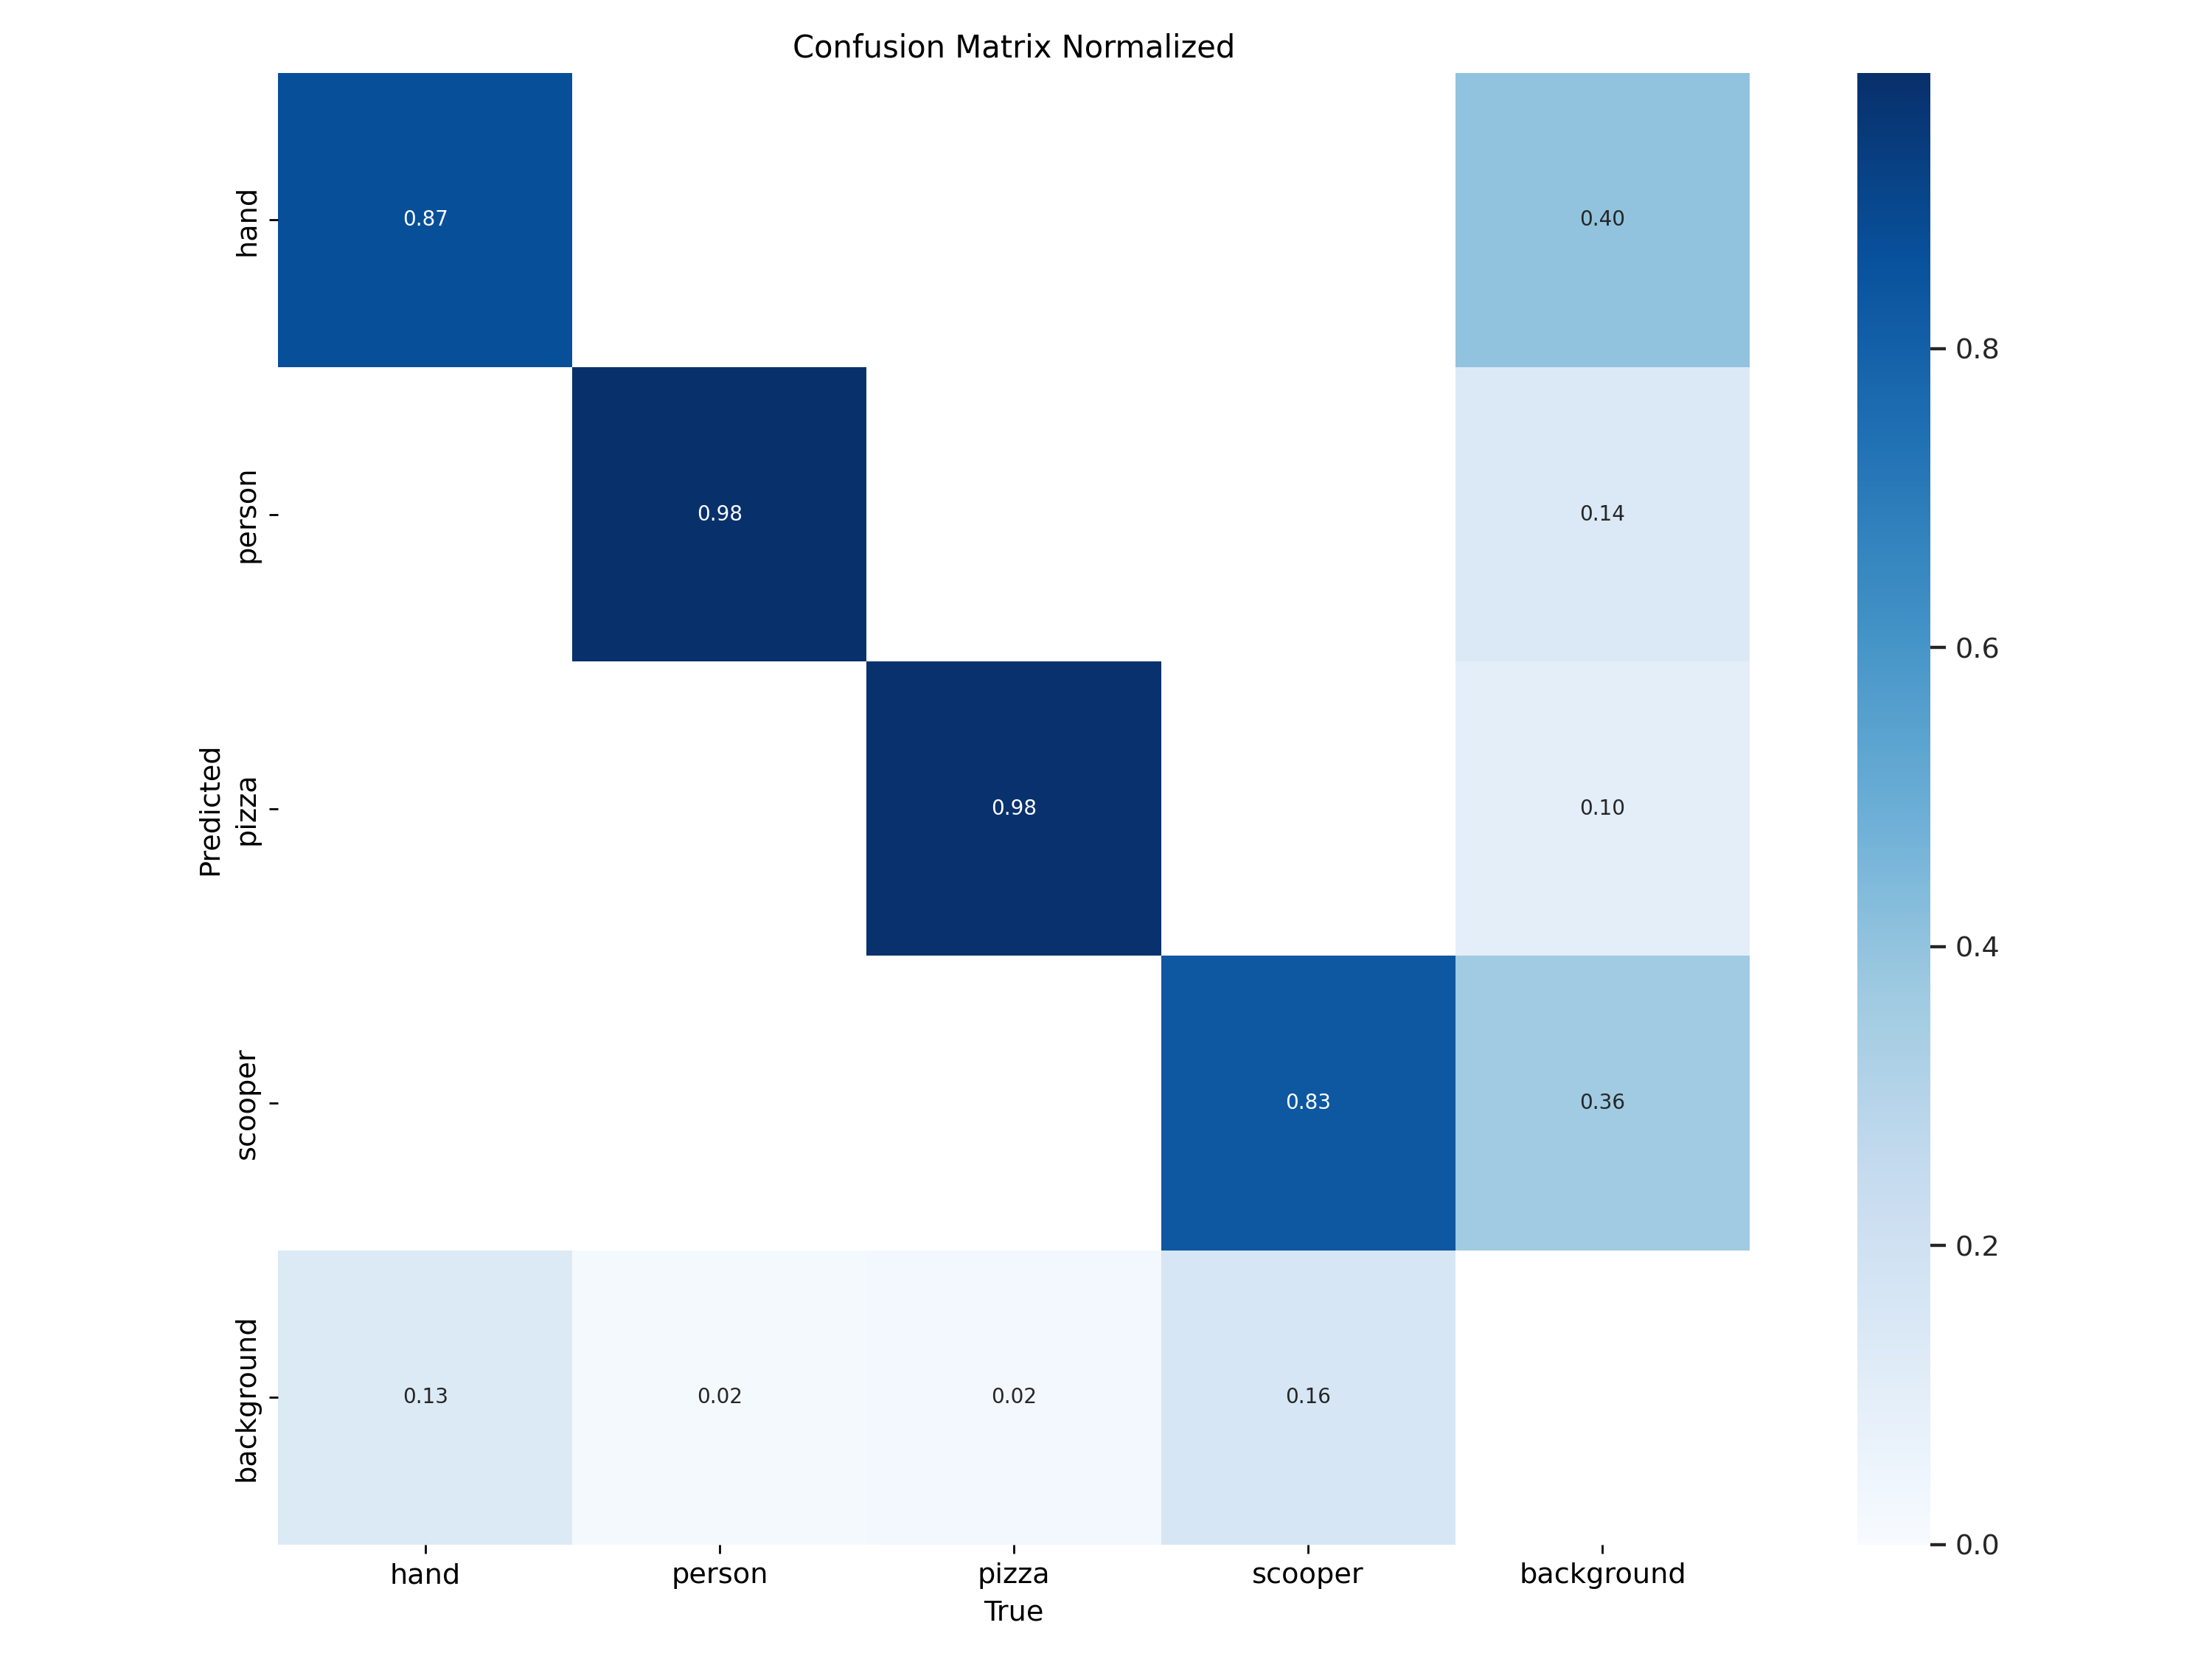 Confusion Matrix Normalized
Predicted
hand
0.87
0.40
person
0.98
0.14
pizza
0.98
0.10
scooper
0.83
0.36
background
0.13
0.02
0.02
0.16
hand
person
pizza
scooper
background
True
0.8
0.6
0.4
0.2
0.0